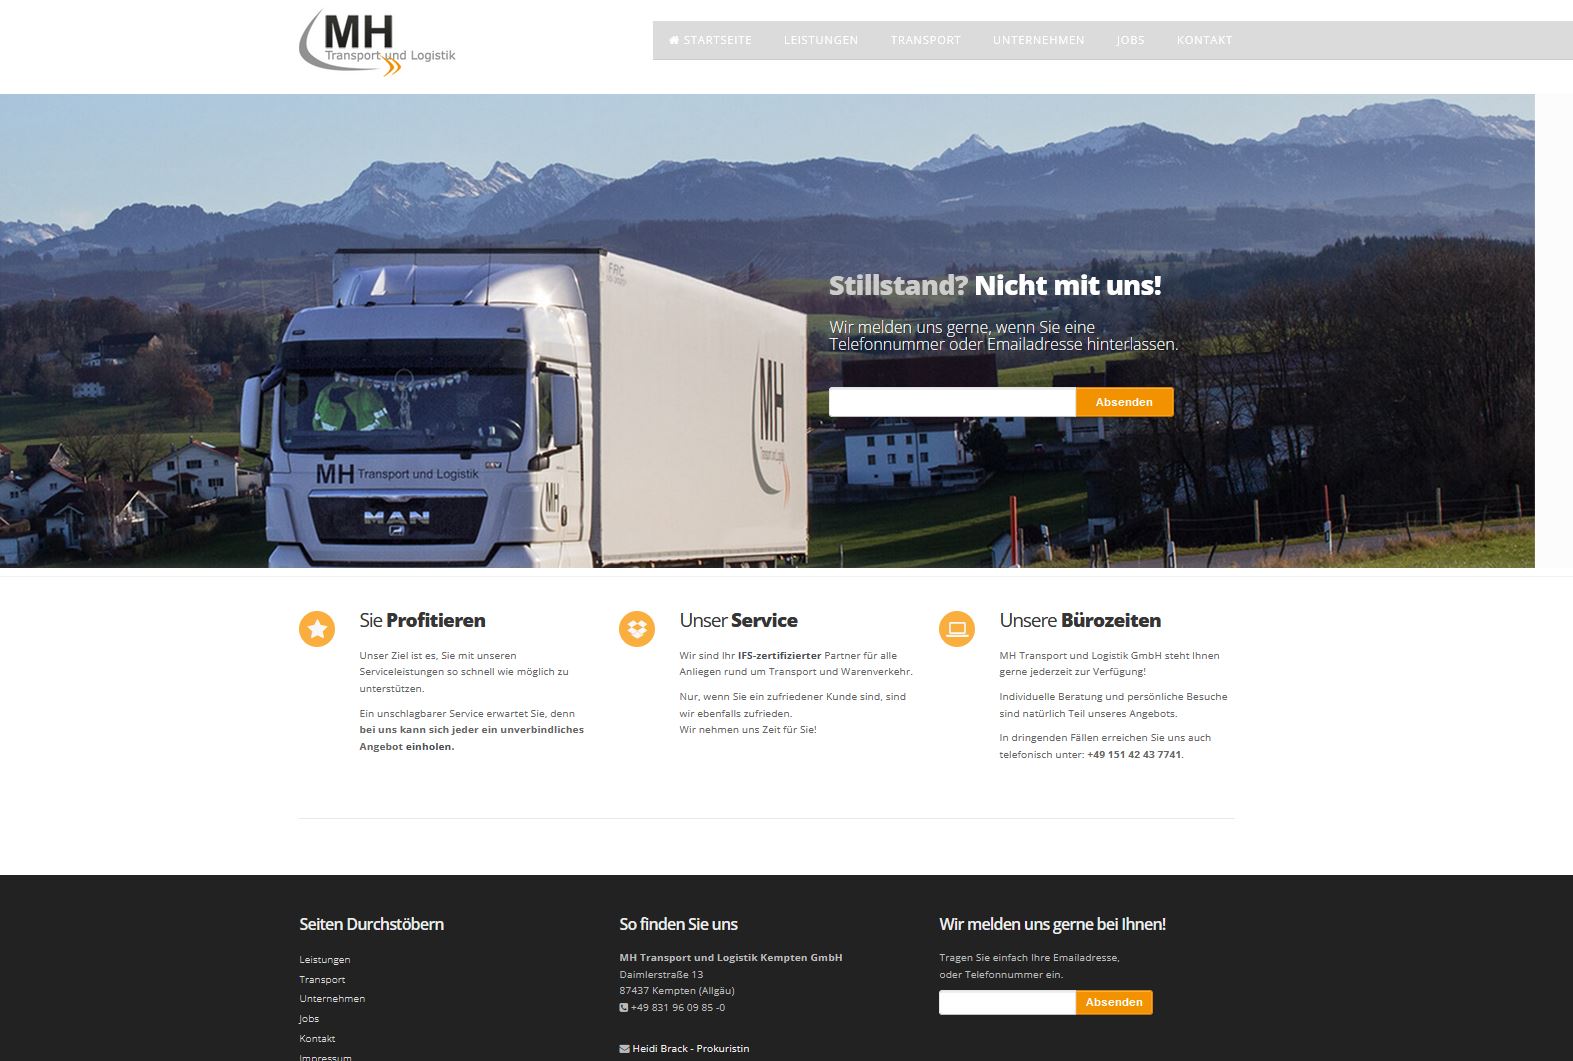 MH
Transport und Logistik
STARTSEITE LEISTUNGEN TRANSPORT UNTERNEHMEN JOBS KONTAKT
FRC
Stillstand? Nicht mit uns!
Wir melden uns gerne, wenn Sie eine
Telefonnummer oder Emailadresse hinterlassen.
Absenden
MH
MH Transport und Logistik
MH
MAN
Sie Profitieren
Unser Ziel ist es, Sie mit unseren
Serviceleistungen so schnell wie möglich zu
unterstützen.
Ein unschlagbarer Service erwartet Sie, denn
bei uns kann sich jeder ein unverbindliches
Angebot einholen.
Unser Service
Wir sind Ihr IFS-zertifizierter Partner für alle
Anliegen rund um Transport und Warenverkehr.
Nur, wenn Sie ein zufriedener Kunde sind, sind
wir ebenfalls zufrieden.
Wir nehmen uns Zeit für Sie!
Unsere Bürozeiten
MH Transport und Logistik GmbH steht Ihnen
gerne jederzeit zur Verfügung!
Individuelle Beratung und persönliche Besuche
sind natürlich Teil unseres Angebots.
In dringenden Fällen erreichen Sie uns auch
telefonisch unter: +49 151 42 43 7741.
Seiten Durchstöbern
Leistungen
Transport
Unternehmen
Jobs
Kontakt
Impressum
So finden Sie uns
MH Transport und Logistik Kempten GmbH
Daimlerstraße 13
87437 Kempten (Allgäu)
+49 831 96 09 85 -0
Heidi Brack - Prokuristin
Wir melden uns gerne bei Ihnen!
Tragen Sie einfach Ihre Emailadresse,
oder Telefonnummer ein.
Absenden